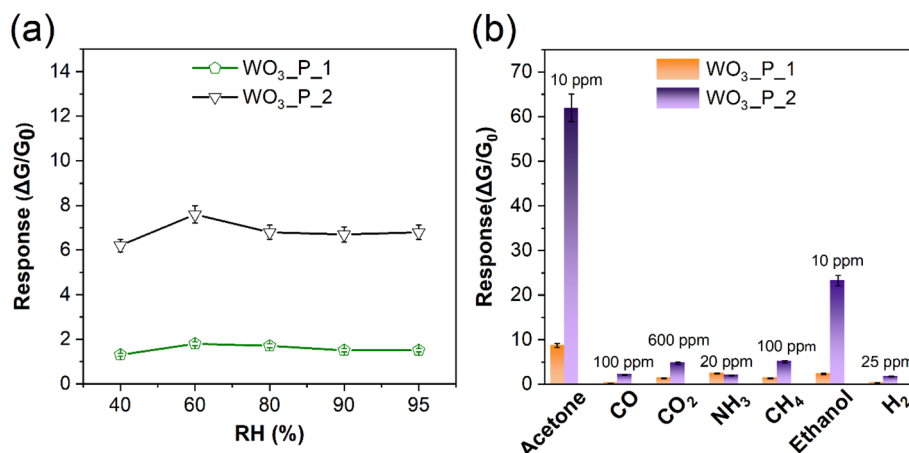 (a)
Response (ΔG/G₀)
14
12
10
8
6
4
2
0
WO₃_P_1
WO₃_P_2
40 60 80 90 95
RH (%)
(b)
Response(ΔG/G₀)
70
60
50
40
30
20
10
0
WO₃_P_1
WO₃_P_2
10 ppm
100 ppm
600 ppm
20 ppm
100 ppm
10 ppm
25 ppm
Acetone
CO
CO₂
NH₃
CH₄
Ethanol
H₂